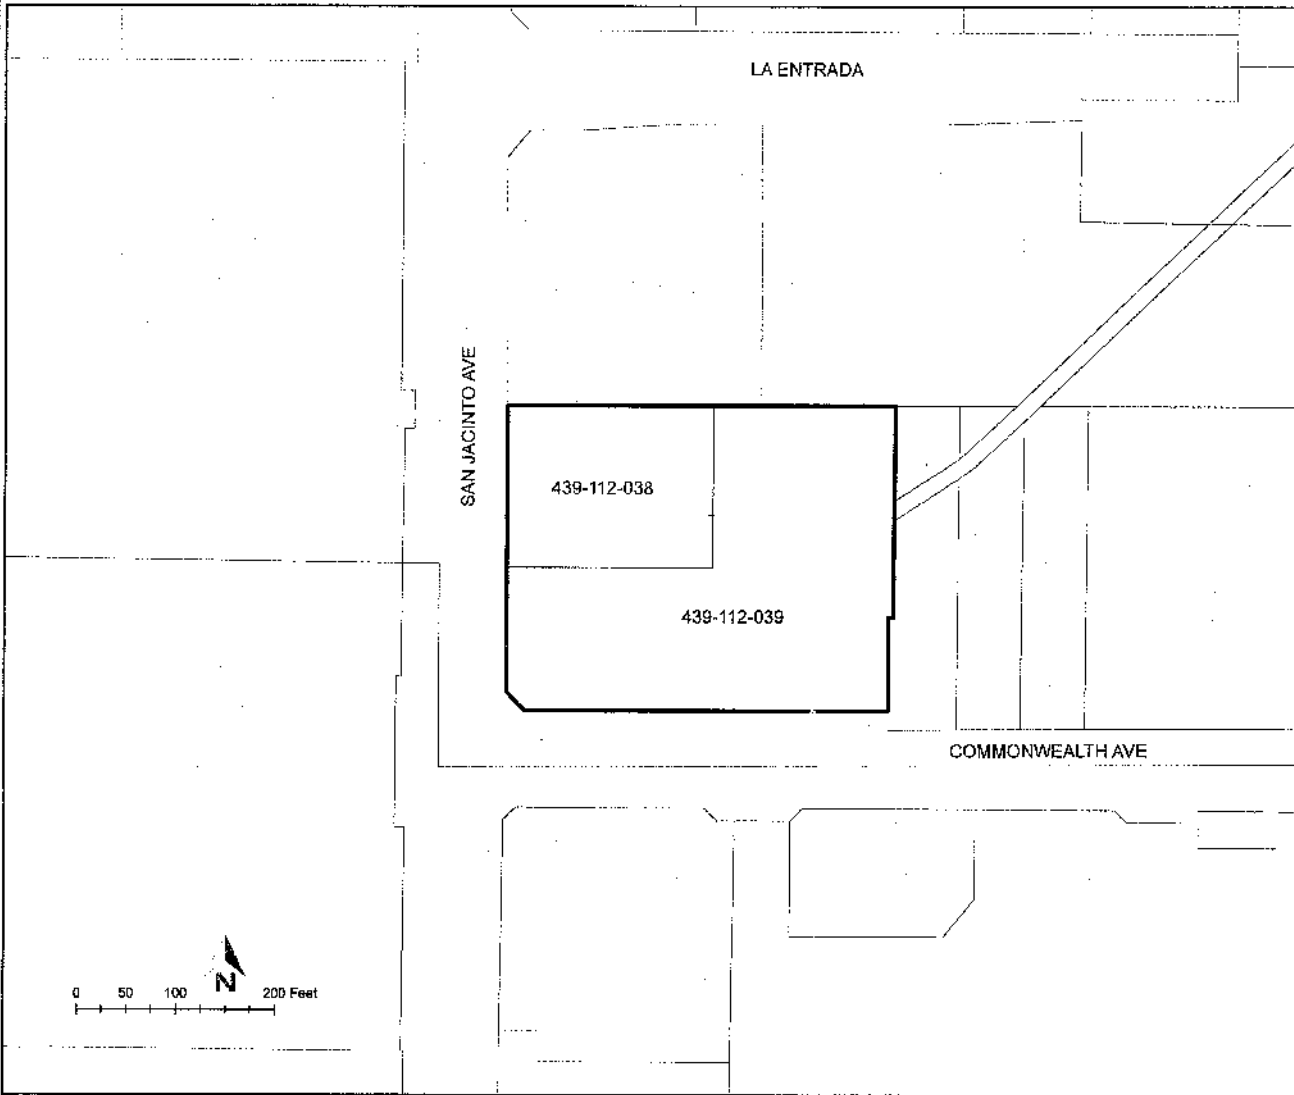 LA ENTRADA
SAN JACINTO AVE
439-112-038
439-112-039
COMMONWEALTH AVE
N
0 50 100 200 Feet